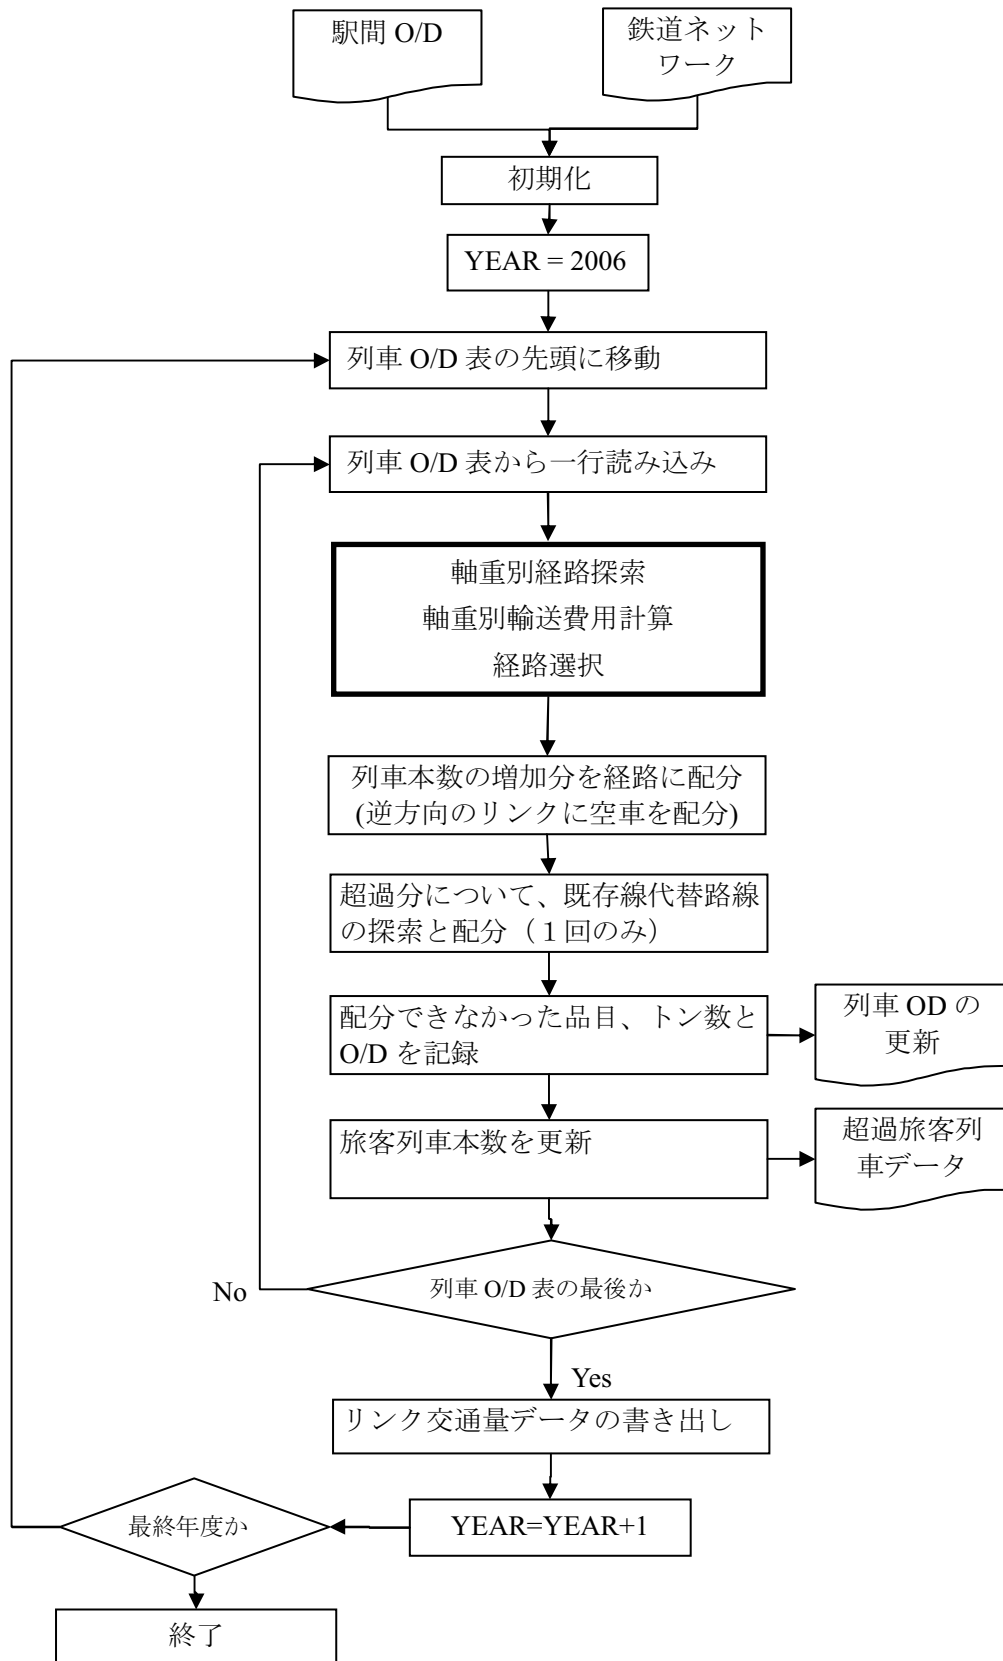 駅間 O/D
鉄道ネット
ワーク
初期化
YEAR = 2006
列車 O/D 表の先頭に移動
列車 O/D 表から一行読み込み
軸重別経路探索
軸重別輸送費用計算
経路選択
列車本数の増加分を経路に配分
(逆方向のリンクに空車を配分)
超過分について、既存線代替路線
の探索と配分（１回のみ）
配分できなかった品目、トン数と
O/D を記録
列車 OD の
更新
旅客列車本数を更新
超過旅客列
車データ
列車 O/D 表の最後か
No
Yes
リンク交通量データの書き出し
YEAR=YEAR+1
最終年度か
終了